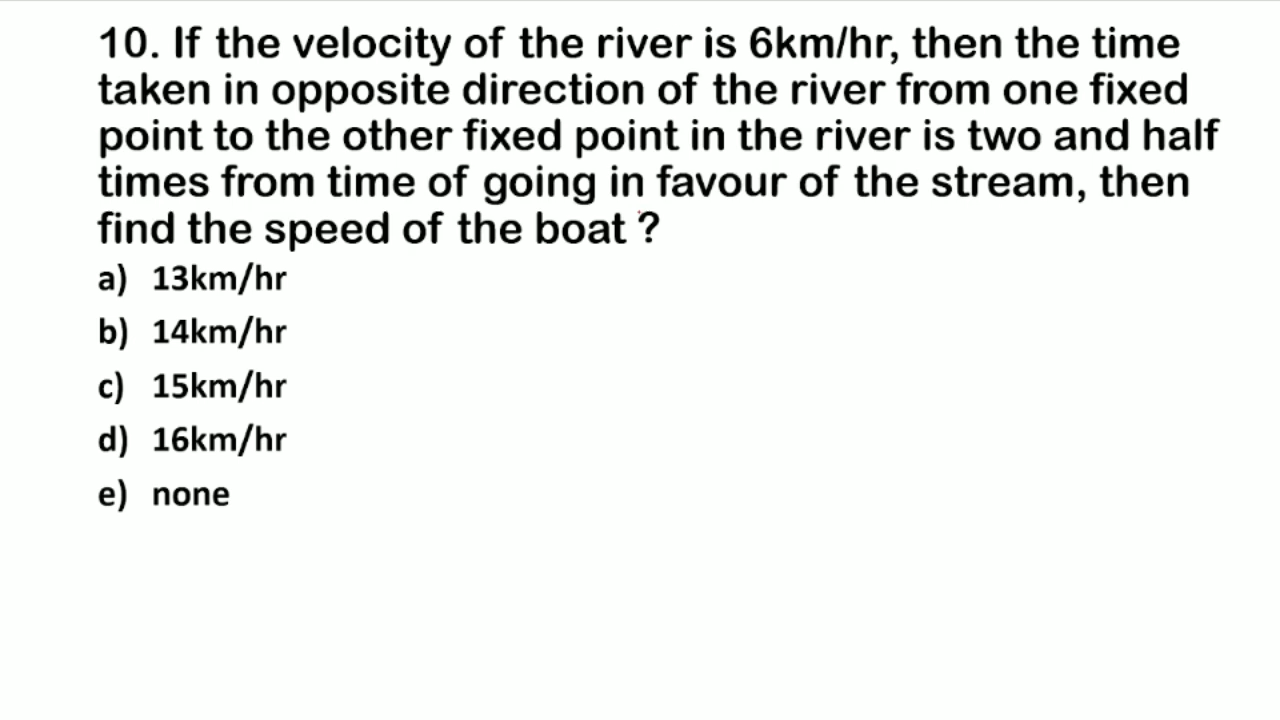 10. If the velocity of the river is 6km/hr, then the time
taken in opposite direction of the river from one fixed
point to the other fixed point in the river is two and half
times from time of going in favour of the stream, then
find the speed of the boat ?
a) 13km/hr
b) 14km/hr
c) 15km/hr
d) 16km/hr
e) none